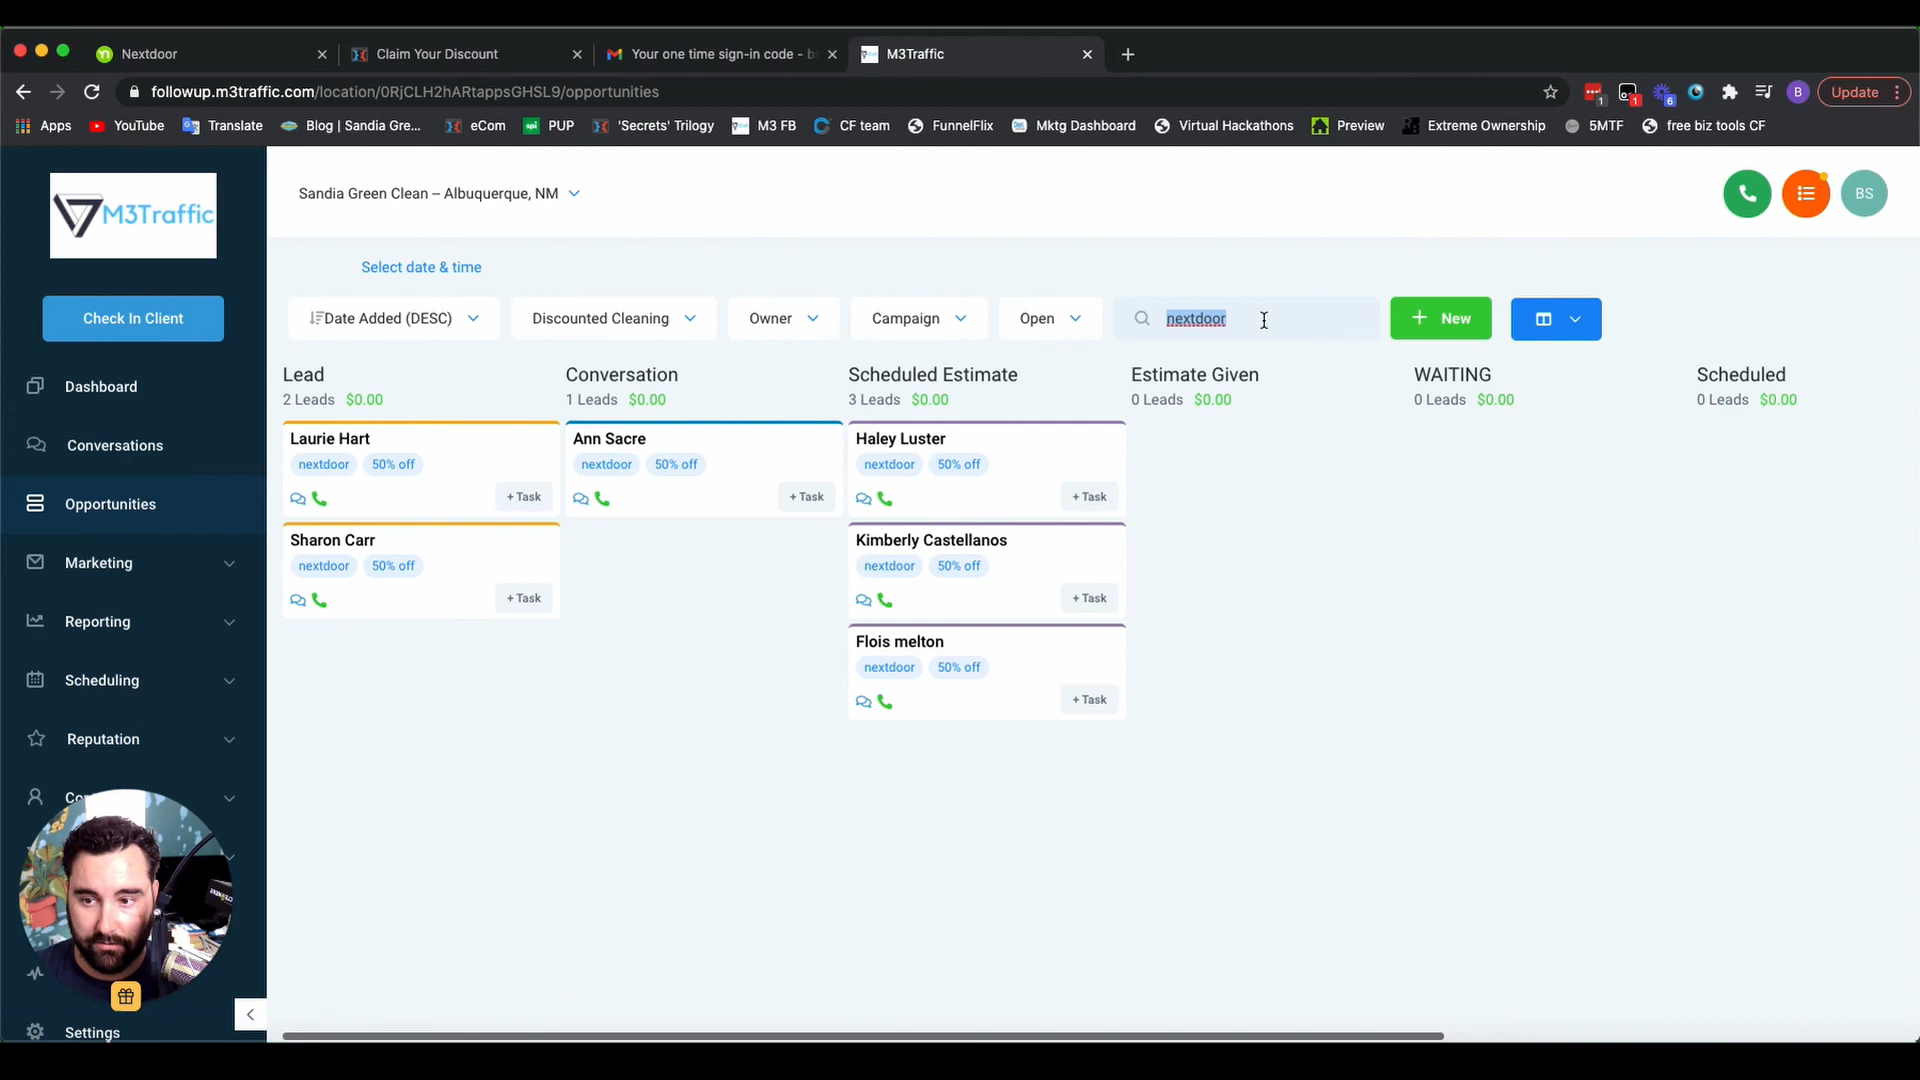 Nextdoor
Claim Your Discount
Your one time sign-in code - b
M3Traffic
followup.m3traffic.com/location/0RjCLH2hARtappsGHSL9/opportunities
1
1
6
B
Update
Apps
YouTube
Translate
Blog | Sandia Gre...
eCom
spi PUP
'Secrets' Trilogy
M3 FB
CF team
FunnelFlix
Mktg Dashboard
Virtual Hackathons
Preview
Extreme Ownership
5MTF
free biz tools CF
M3Traffic
Sandia Green Clean -- Albuquerque, NM
BS
Check In Client
Select date & time
Date Added (DESC)
Discounted Cleaning
Owner
Campaign
Open
nextdoor
+ New
Dashboard
Conversations
Opportunities
Marketing
Reporting
Scheduling
Reputation
Settings
Lead
2 Leads $0.00
Laurie Hart
nextdoor 50% off
+ Task
Sharon Carr
nextdoor 50% off
+ Task
Conversation
1 Leads $0.00
Ann Sacre
nextdoor 50% off
+ Task
Scheduled Estimate
3 Leads $0.00
Haley Luster
nextdoor 50% off
+ Task
Kimberly Castellanos
nextdoor 50% off
+ Task
Flois melton
nextdoor 50% off
+ Task
Estimate Given
0 Leads $0.00
WAITING
0 Leads $0.00
Scheduled
0 Leads $0.00